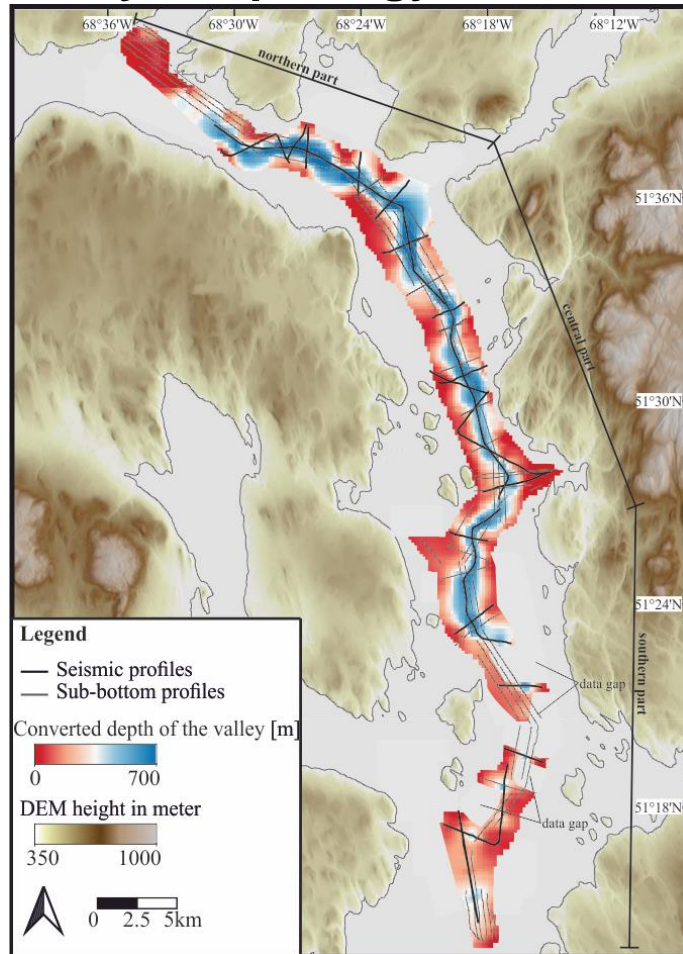 68°36'W 68°30'W 68°24'W 68°18'W 68°12'W
northern part
51°36'N
central part
51°30'N
51°24'N
southern part
data gap
51°18'N
data gap
Legend
Seismic profiles
Sub-bottom profiles
Converted depth of the valley [m]
0 700
DEM height in meter
350 1000
0 2.5 5km